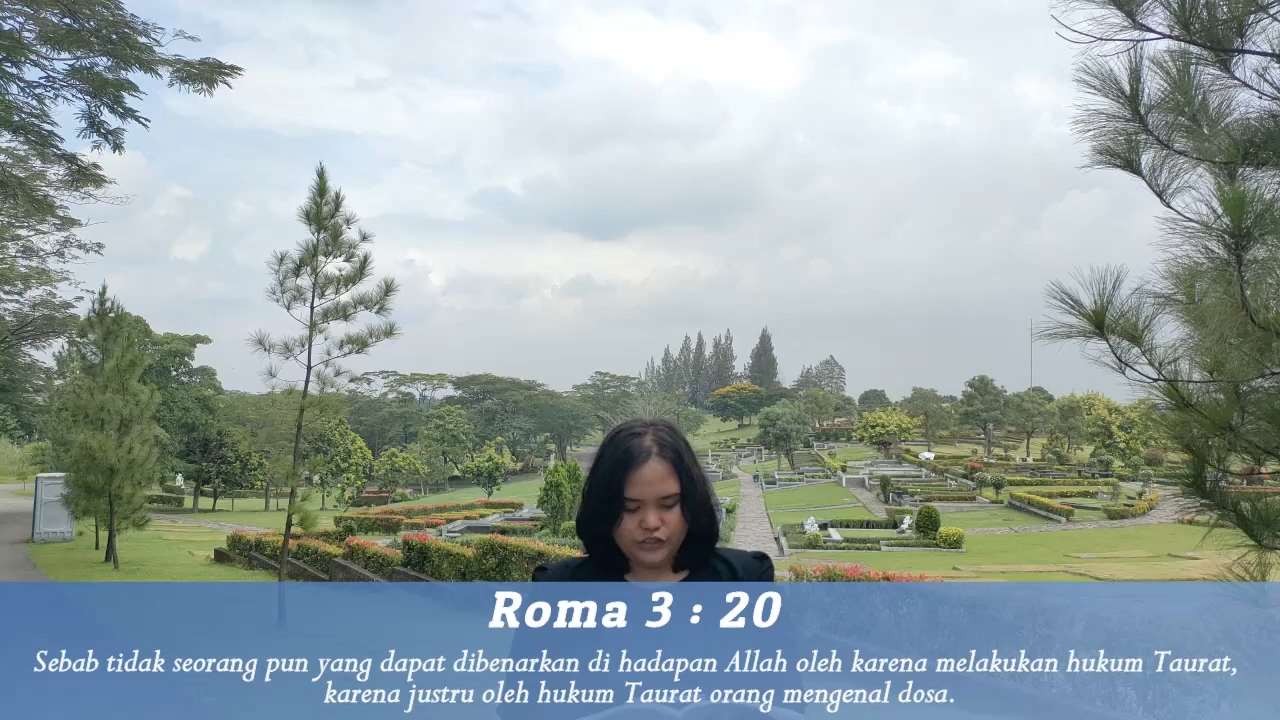 Roma 3 : 20
Sebab tidak seorang pun yang dapat dibenarkan di hadapan Allah oleh karena melakukan hukum Taurat,
karena justru oleh hukum Taurat orang mengenal dosa.